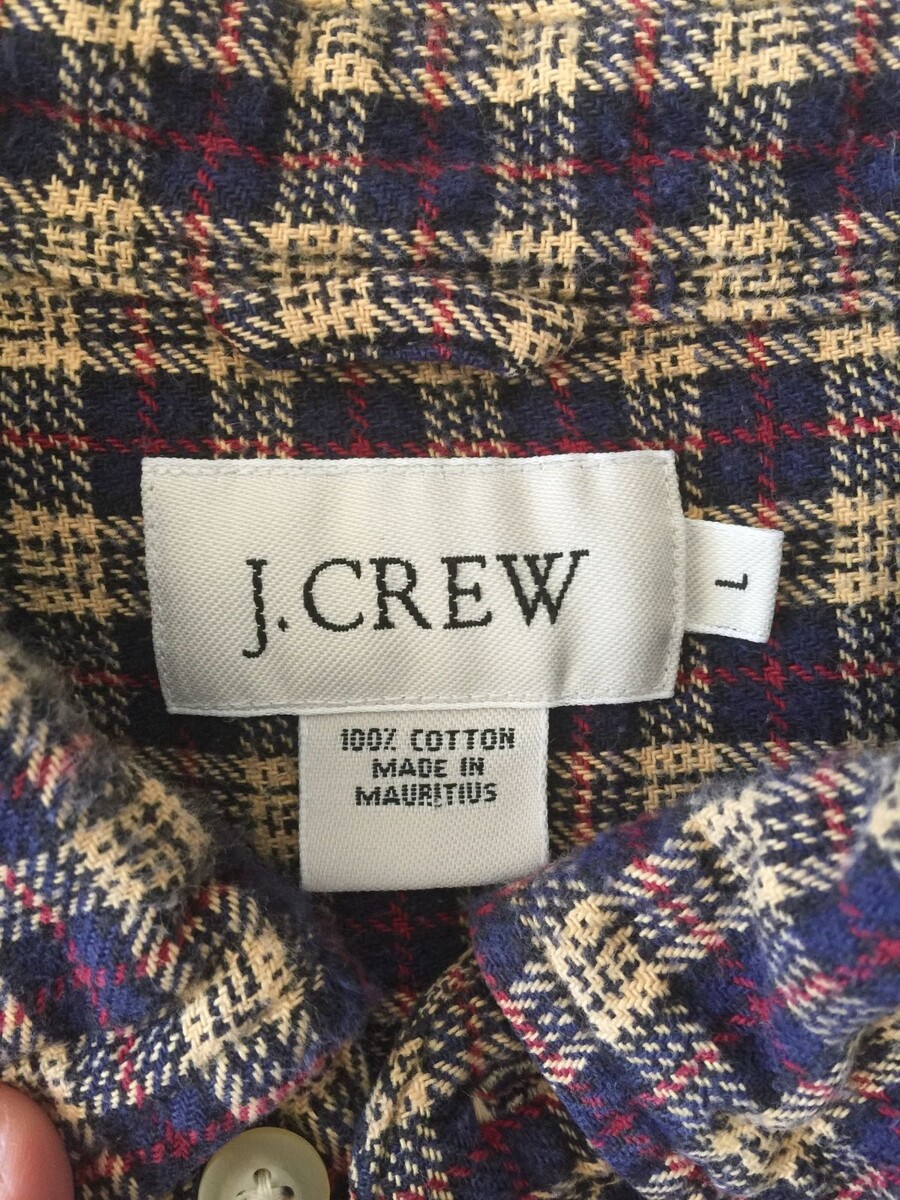 J.CREW
L
100% COTTON
MADE IN
MAURITIUS